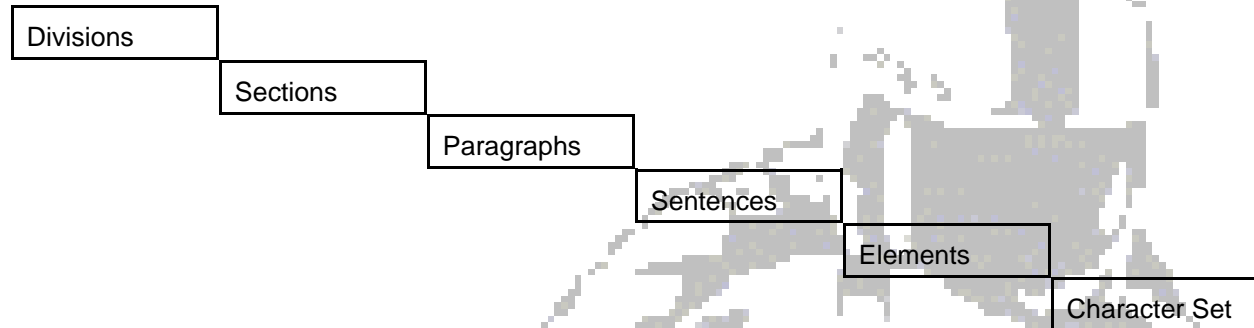 Divisions
Sections
Paragraphs
Sentences
Elements
Character Set